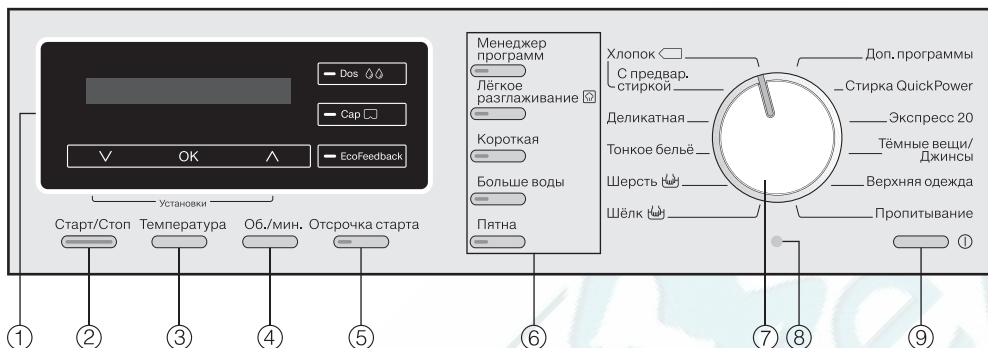 Dos
Cap
OK
EcoFeedback
Установки
Старт/Стоп
Температура
Об./мин.
Отсрочка старта
Менеджер
программ
Лёгкое
разглаживание
Короткая
Больше воды
Пятна
Хлопок
С предвар.
стиркой
Деликатная
Тонкое бельё
Шерсть
Шёлк
Доп. программы
Стирка QuickPower
Экспресс 20
Тёмные вещи/
Джинсы
Верхняя одежда
Пропитывание
① ② ③ ④ ⑤ ⑥ ⑦ ⑧ ⑨